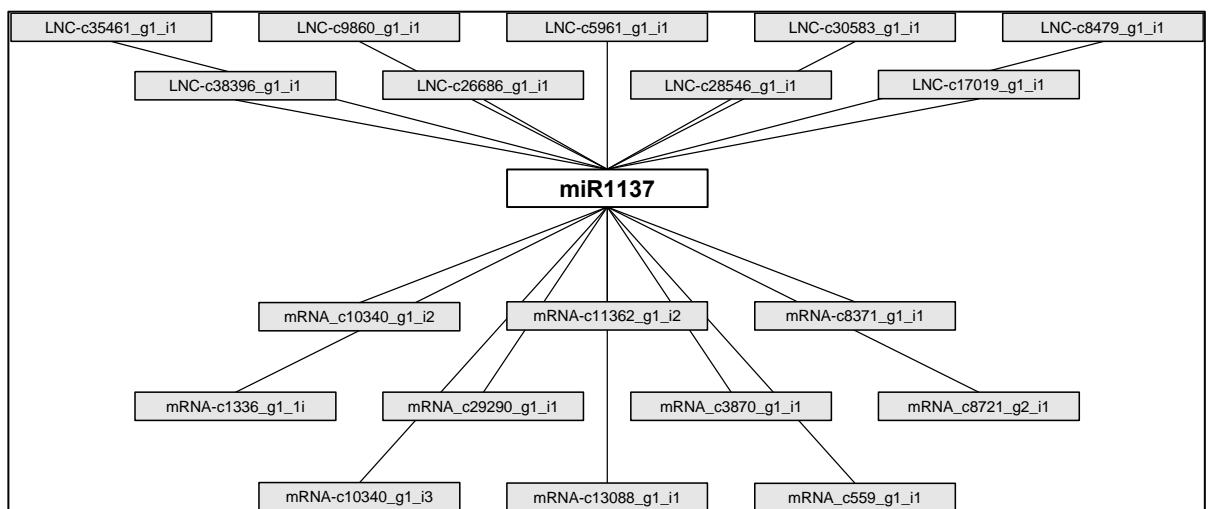 LNC-c35461_g1_i1
LNC-c9860_g1_i1
LNC-c5961_g1_i1
LNC-c30583_g1_i1
LNC-c8479_g1_i1
LNC-c38396_g1_i1
LNC-c26686_g1_i1
LNC-c28546_g1_i1
LNC-c17019_g1_i1
miR1137
mRNA_c10340_g1_i2
mRNA-c11362_g1_i2
mRNA-c8371_g1_i1
mRNA-c1336_g1_1i
mRNA_c29290_g1_i1
mRNA_c3870_g1_i1
mRNA_c8721_g2_i1
mRNA-c10340_g1_i3
mRNA-c13088_g1_i1
mRNA_c559_g1_i1